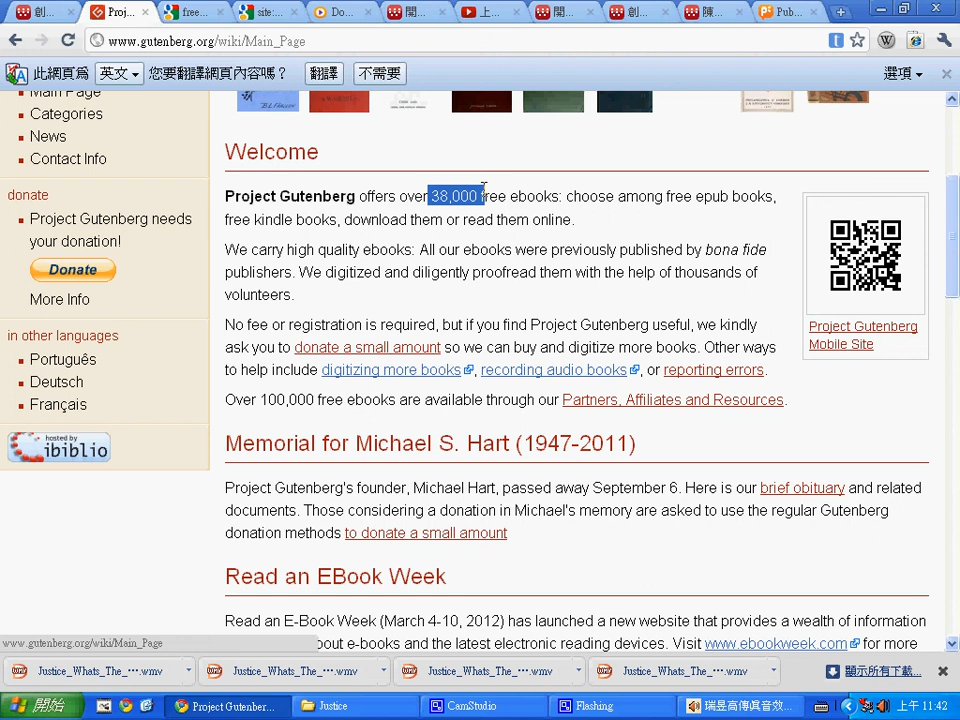 創...
Proj...
free...
site:...
Do...
開...
上...
開...
創...
陳...
Pub...
www.gutenberg.org/wiki/Main_Page
此網頁為 英文 您要翻譯網頁內容嗎？ 翻譯 不需要 選項
Main Page
Categories
News
Contact Info
donate
Project Gutenberg needs
your donation!
Donate
More Info
in other languages
Português
Deutsch
Français
hosted by
ibiblio
Welcome
Project Gutenberg offers over 38,000 free ebooks: choose among free epub books,
free kindle books, download them or read them online.
We carry high quality ebooks: All our ebooks were previously published by bona fide
publishers. We digitized and diligently proofread them with the help of thousands of
volunteers.
No fee or registration is required, but if you find Project Gutenberg useful, we kindly
ask you to donate a small amount so we can buy and digitize more books. Other ways
to help include digitizing more books, recording audio books, or reporting errors.
Over 100,000 free ebooks are available through our Partners, Affiliates and Resources.
Project Gutenberg
Mobile Site
Memorial for Michael S. Hart (1947-2011)
Project Gutenberg's founder, Michael Hart, passed away September 6. Here is our brief obituary and related
documents. Those considering a donation in Michael's memory are asked to use the regular Gutenberg
donation methods to donate a small amount
Read an EBook Week
Read an E-Book Week (March 4-10, 2012) has launched a new website that provides a wealth of information
about e-books and the latest electronic reading devices. Visit www.ebookweek.com for more
www.gutenberg.org/wiki/Main_Page
Justice_Whats_The_....wmv
Justice_Whats_The_....wmv
Justice_Whats_The_....wmv
Justice_Whats_The_....wmv
顯示所有下載...
開始
Project Gutenber...
Justice
CamStudio
Flashing
瑞昱高傳真音效...
上午 11:42